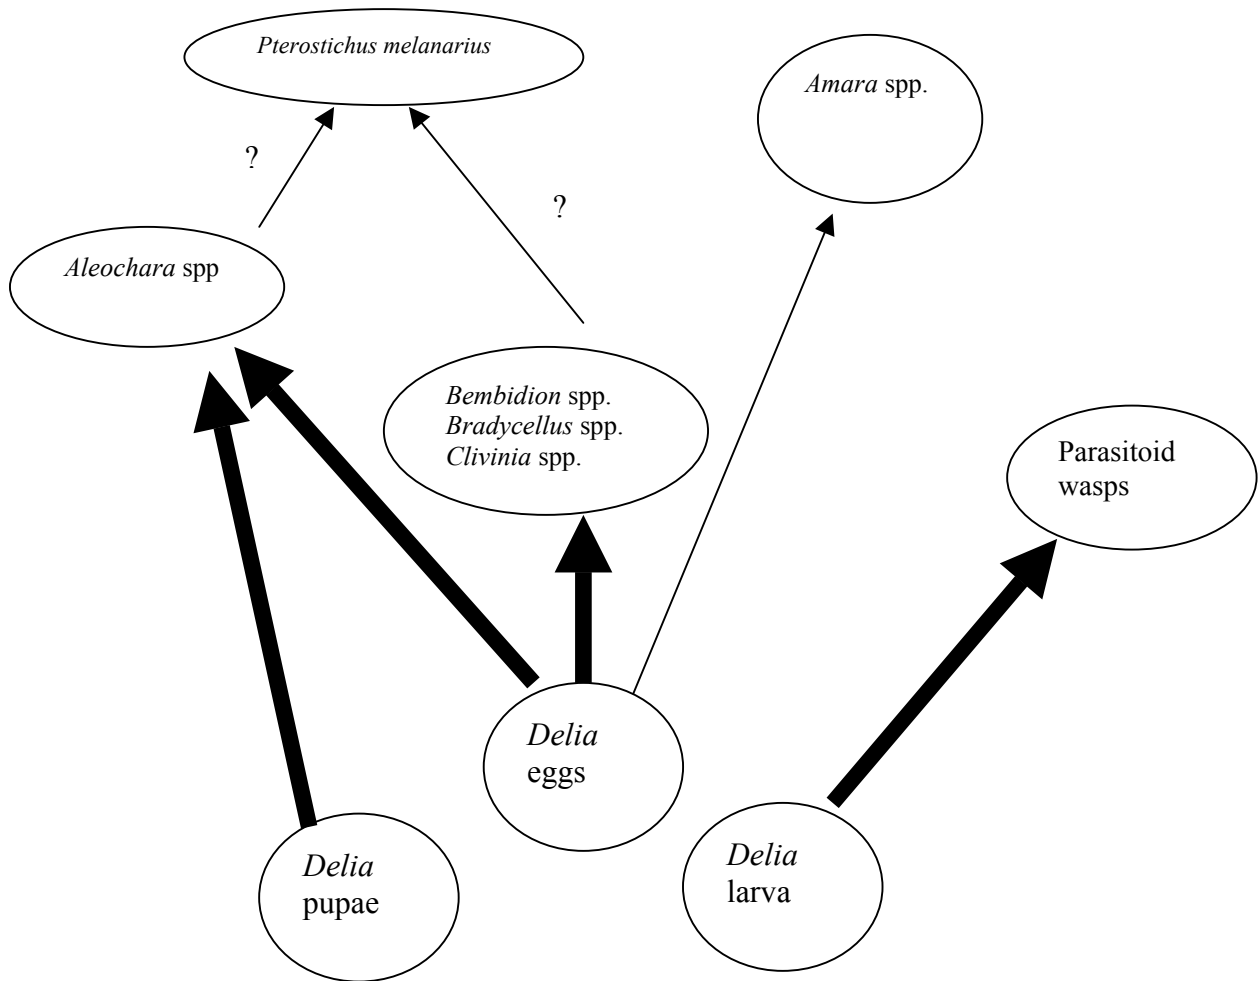 Pterostichus melanarius
Amara spp.
?
?
Aleochara spp
Bembidion spp.
Bradycellus spp.
Clivinia spp.
Parasitoid
wasps
Delia
eggs
Delia
pupae
Delia
larva